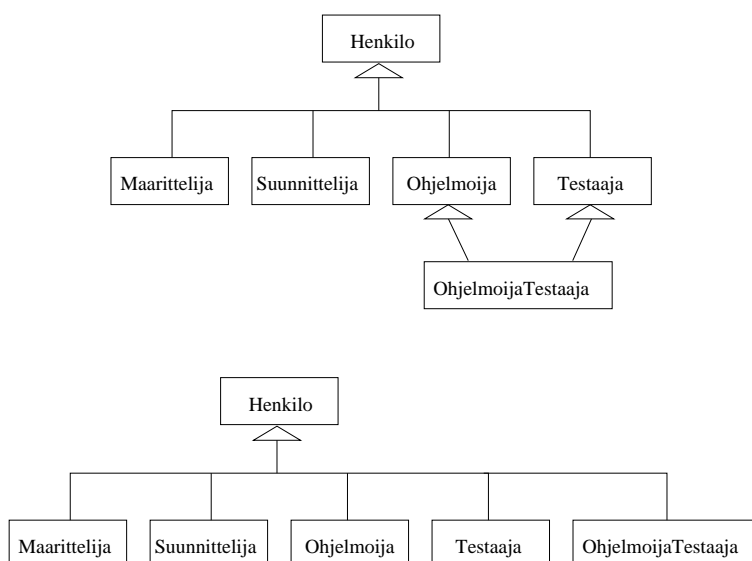 Henkilo
Maarittelija Suunnittelija Ohjelmoija Testaaja
OhjelmoijaTestaaja
Henkilo
Maarittelija Suunnittelija Ohjelmoija Testaaja OhjelmoijaTestaaja